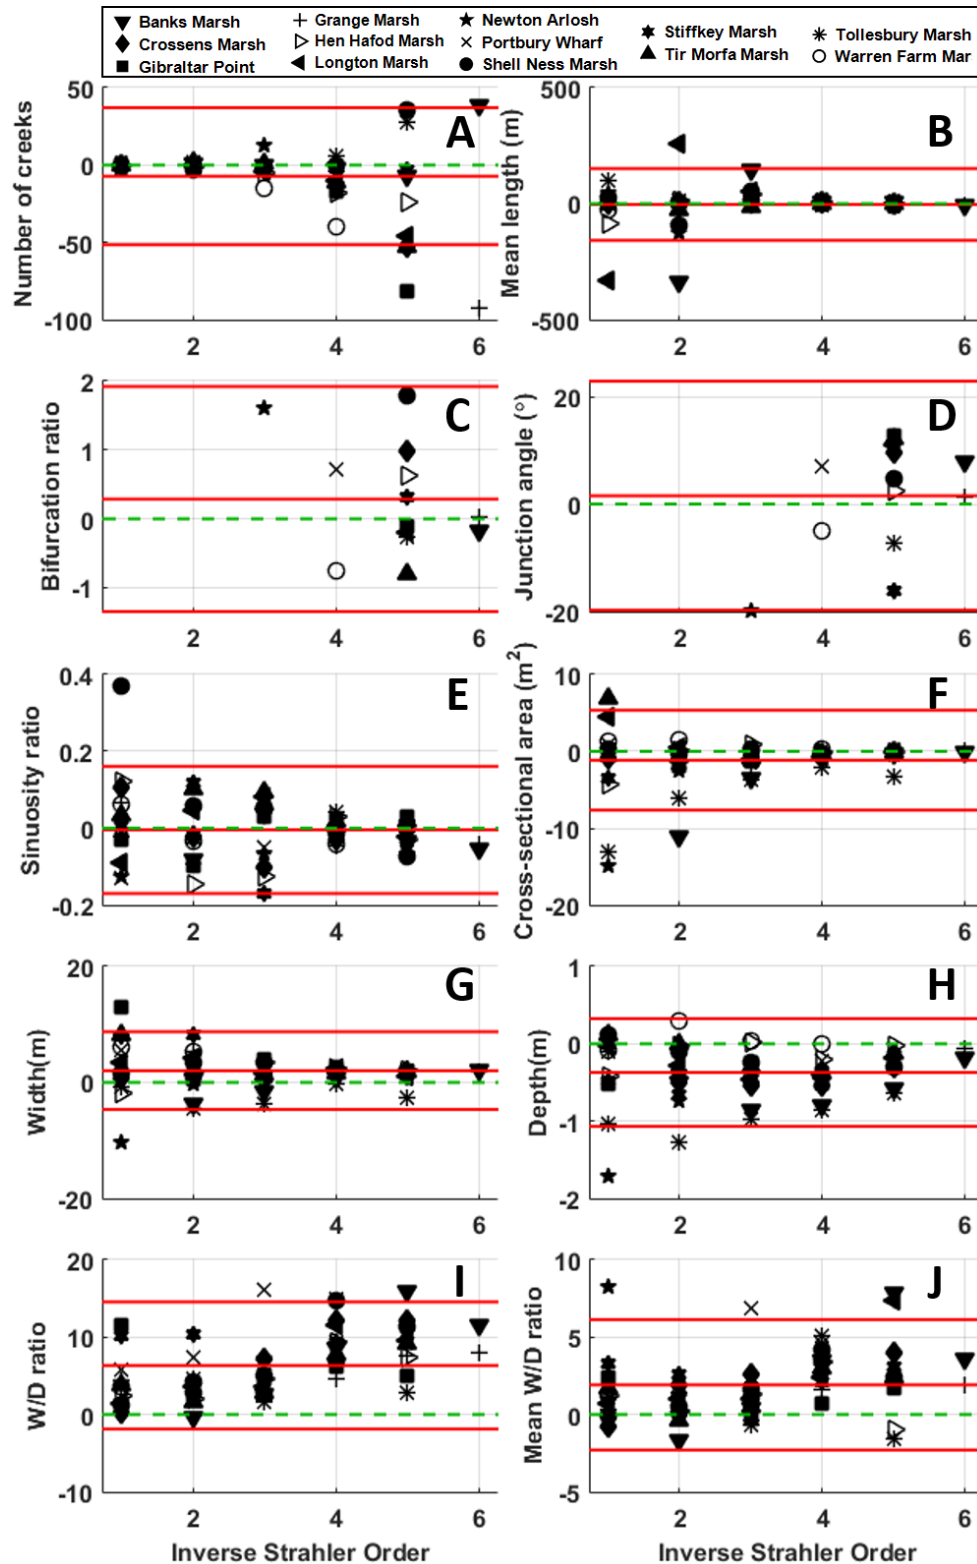 Banks Marsh Grange Marsh Newton Arlosh Stiffkey Marsh Tollesbury Marsh
Crossens Marsh Hen Hafod Marsh Portbury Wharf Tir Morfa Marsh Warren Farm Mar
Gibraltar Point Longton Marsh Shell Ness Marsh
A
Number of creeks
50
0
-50
-100
2 4 6
B
Mean length (m)
500
0
-500
2 4 6
C
Bifurcation ratio
2
1
0
-1
2 4 6
D
Junction angle (°)
20
0
-20
2 4 6
E
Sinuosity ratio
0.4
0.2
0
-0.2
2 4 6
F
Cross-sectional area (m²)
10
0
-10
-20
2 4 6
G
Width(m)
20
0
-20
2 4 6
H
Depth(m)
1
0
-1
-2
2 4 6
I
W/D ratio
20
10
0
-10
2 4 6
Inverse Strahler Order
J
Mean W/D ratio
10
5
0
-5
2 4 6
Inverse Strahler Order